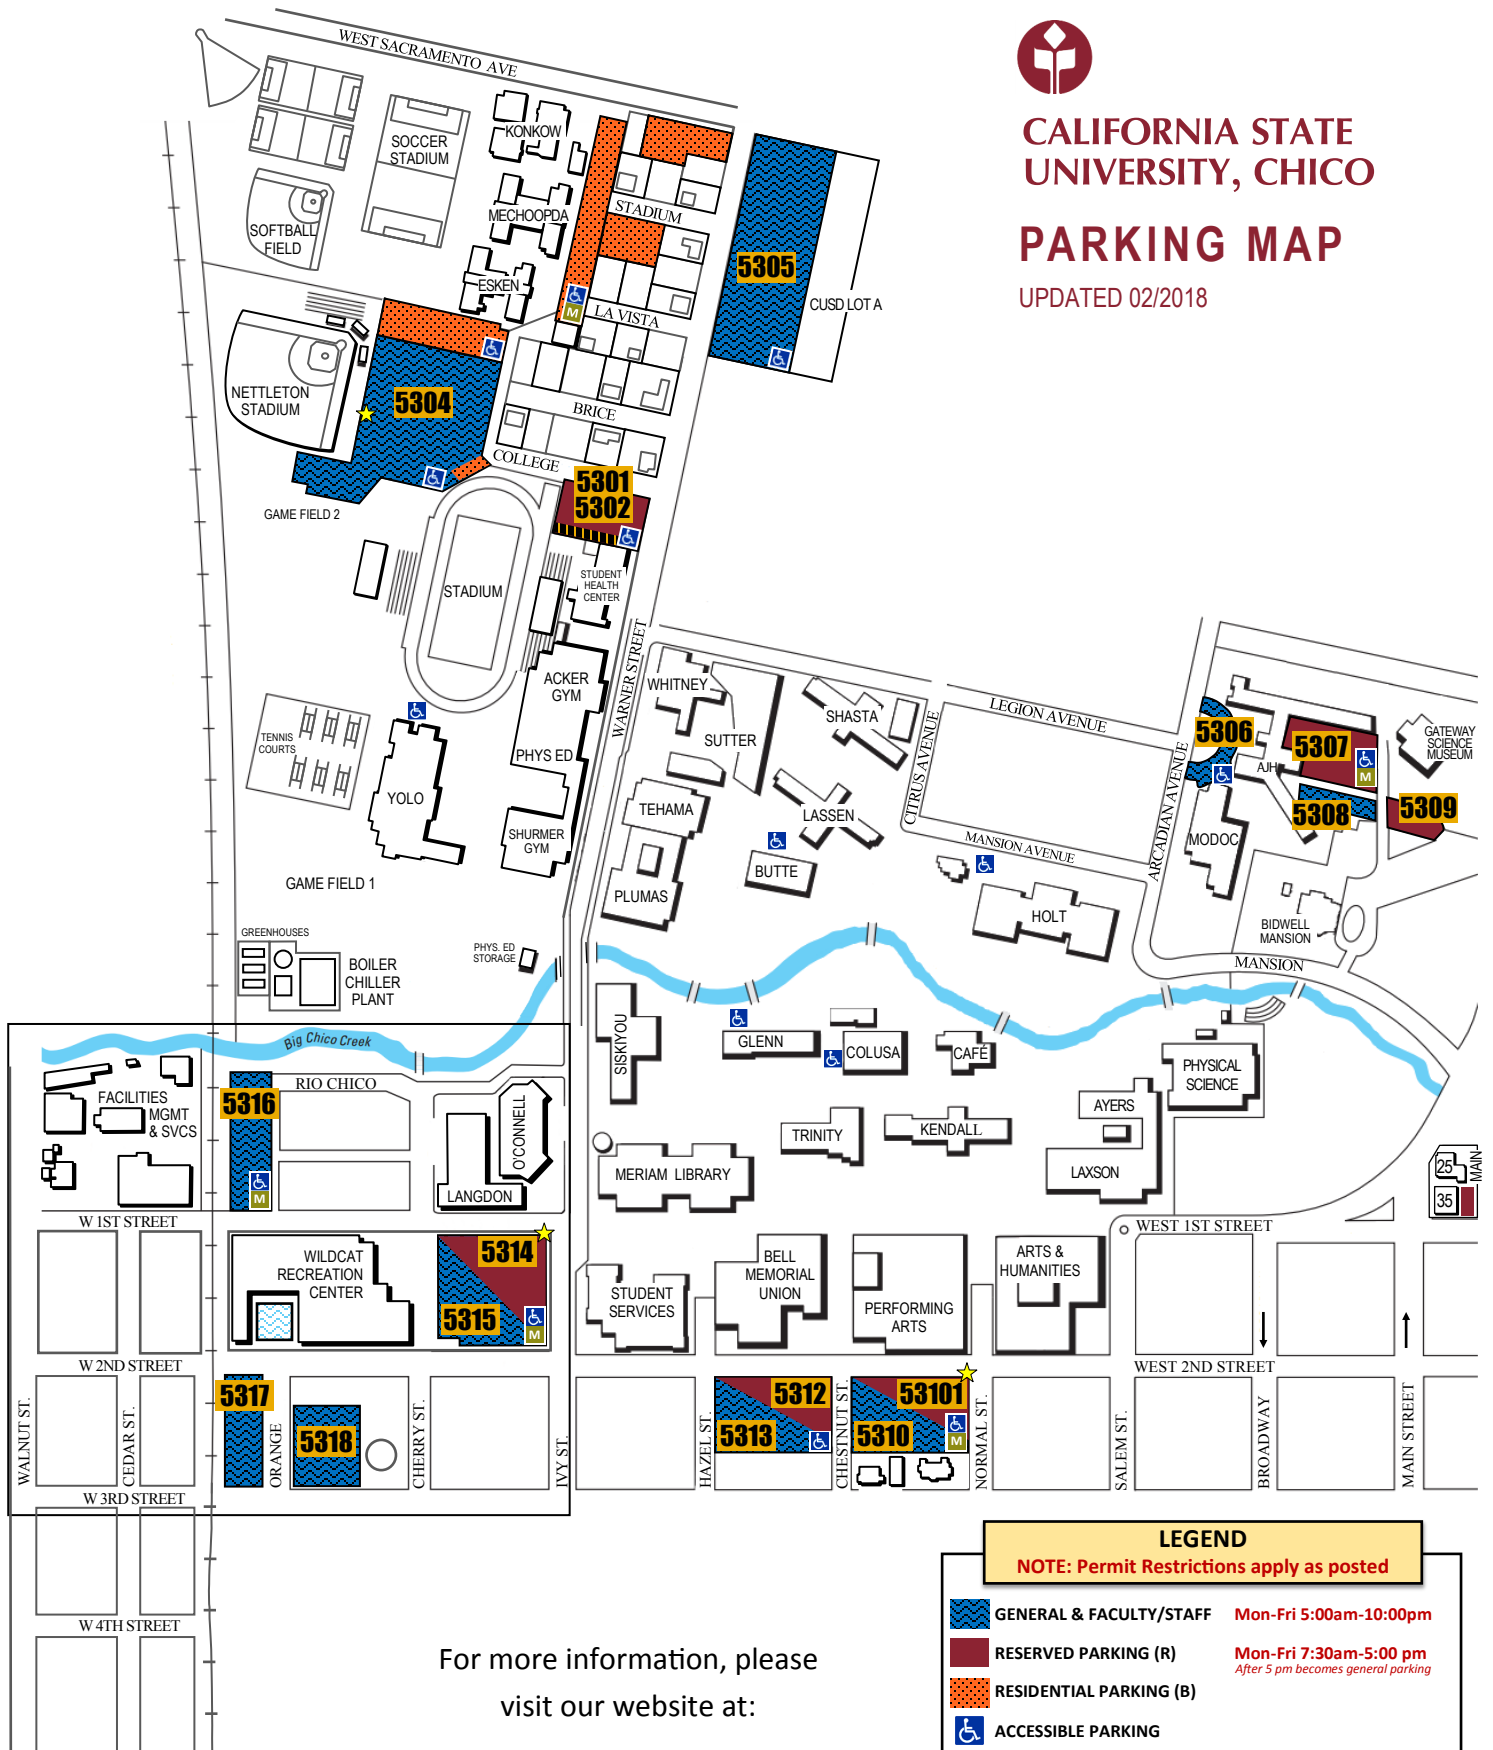 CALIFORNIA STATE
UNIVERSITY, CHICO
PARKING MAP
UPDATED 02/2018
WEST SACRAMENTO AVE
KONKOW
SOCCER
STADIUM
MECHOOPDA
STADIUM
SOFTBALL
FIELD
ESKEN
5305
CUSD LOT A
M
LA VISTA
NETTLETON
STADIUM
5304
BRICE
COLLEGE
5301
5302
GAME FIELD 2
STADIUM
STUDENT
HEALTH
CENTER
WARNER STREET
ACKER
GYM
WHITNEY
SHASTA
SUTTER
CITRUS AVENUE
LEGION AVENUE
ARCADIAN AVENUE
5306
5307
M
GATEWAY
SCIENCE
MUSEUM
TENNIS
COURTS
PHYS ED
AJH
YOLO
TEHAMA
LASSEN
5308
5309
SHURMER
GYM
MANSION AVENUE
MODOC
GAME FIELD 1
BUTTE
PLUMAS
HOLT
BIDWELL
MANSION
GREENHOUSES
PHYS. ED
STORAGE
BOILER
CHILLER
PLANT
MANSION
Big Chico Creek
SISKIYOU
GLENN
COLUSA
CAFÉ
PHYSICAL
SCIENCE
RIO CHICO
FACILITIES
MGMT
& SVCS
5316
M
O'CONNELL
LANGDON
AYERS
TRINITY
KENDALL
MERIAM LIBRARY
LAXSON
25
35
MAIN
W 1ST STREET
WEST 1ST STREET
WILDCAT
RECREATION
CENTER
5314
5315
M
STUDENT
SERVICES
BELL
MEMORIAL
UNION
PERFORMING
ARTS
ARTS &
HUMANITIES
W 2ND STREET
WEST 2ND STREET
WALNUT ST.
CEDAR ST.
5317
ORANGE
5318
CHERRY ST.
IVY ST.
HAZEL ST.
5312
5313
CHESTNUT ST.
53101
5310
M
NORMAL ST.
SALEM ST.
BROADWAY
MAIN STREET
W 3RD STREET
W 4TH STREET
For more information, please
visit our website at:
LEGEND
NOTE: Permit Restrictions apply as posted
GENERAL & FACULTY/STAFF Mon-Fri 5:00am-10:00pm
RESERVED PARKING (R) Mon-Fri 7:30am-5:00 pm
After 5 pm becomes general parking
RESIDENTIAL PARKING (B)
ACCESSIBLE PARKING